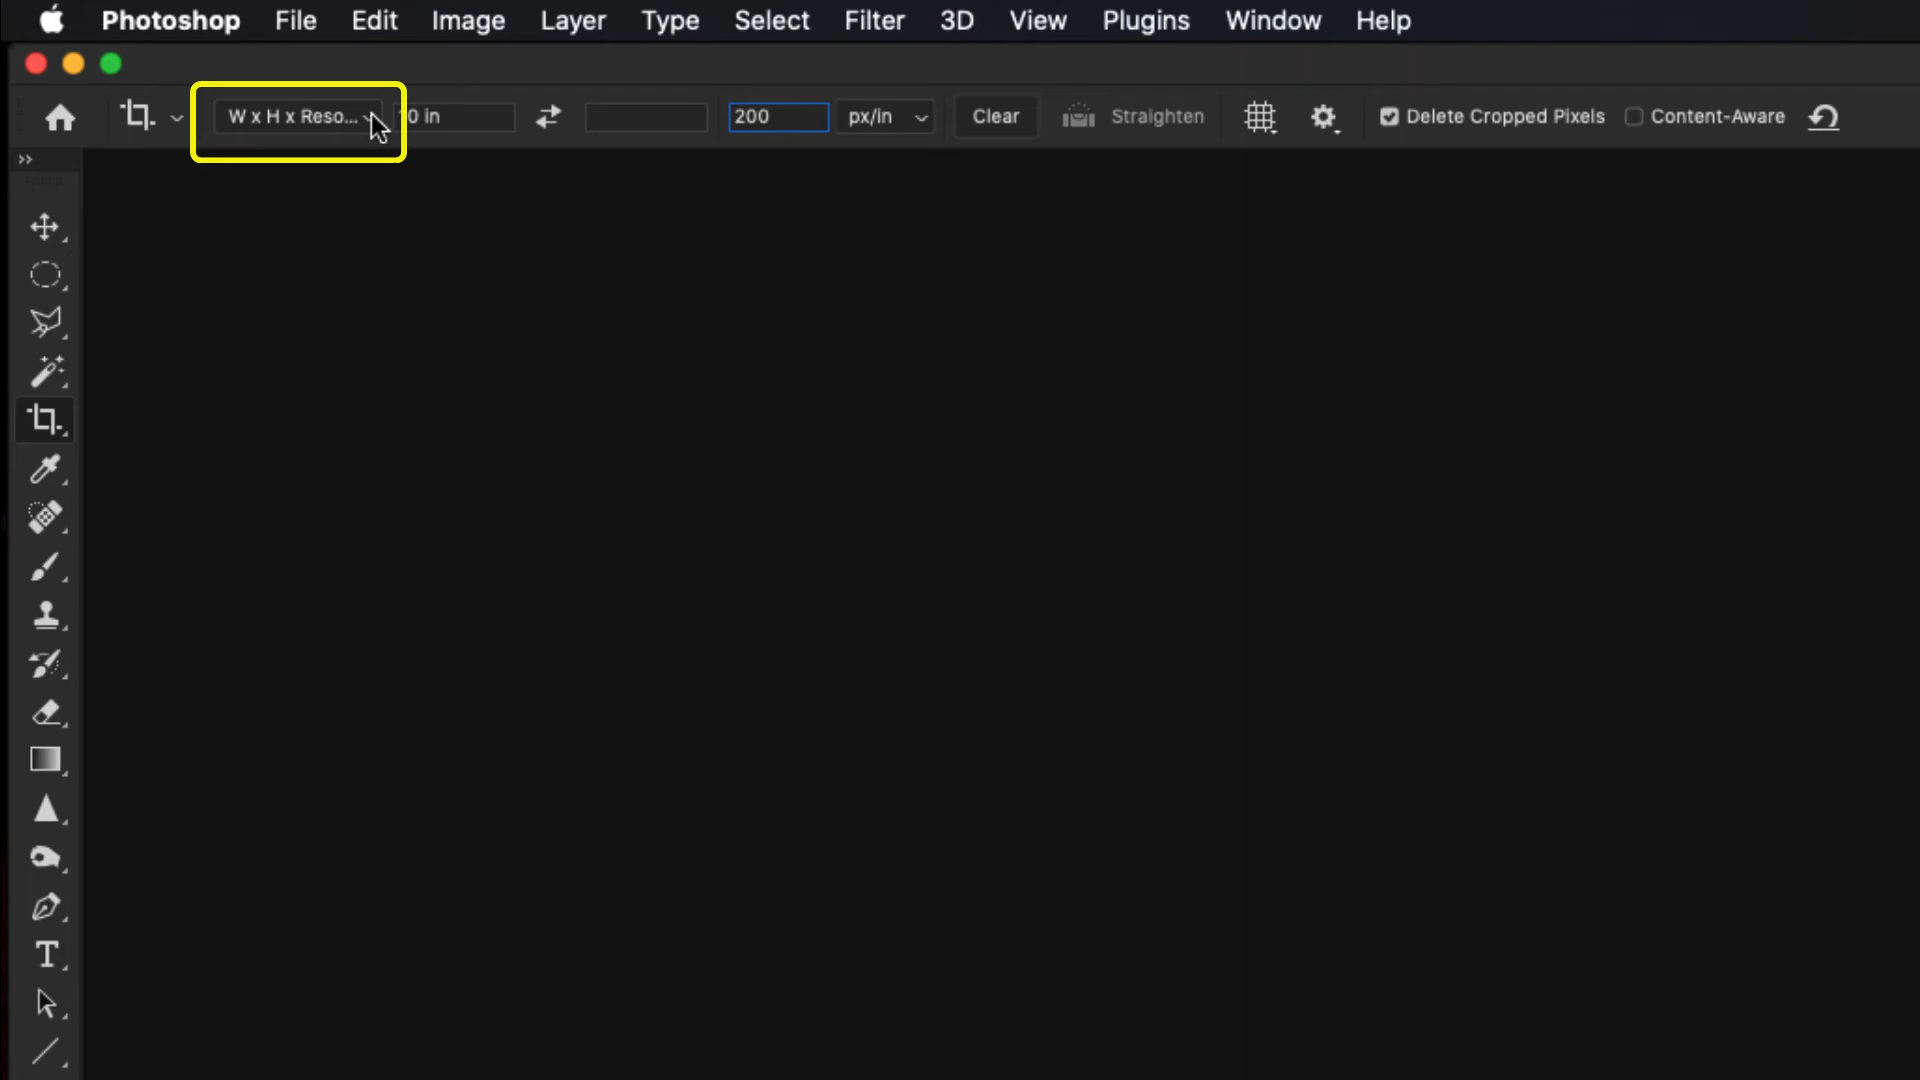 Photoshop File Edit Image Layer Type Select Filter 3D View Plugins Window Help
W x H x Reso... 0 in 200 px/in Clear Straighten Delete Cropped Pixels Content-Aware